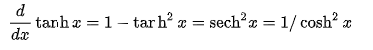 d/dx tanh x = 1 − tanh² x = sech² x = 1/ cosh² x